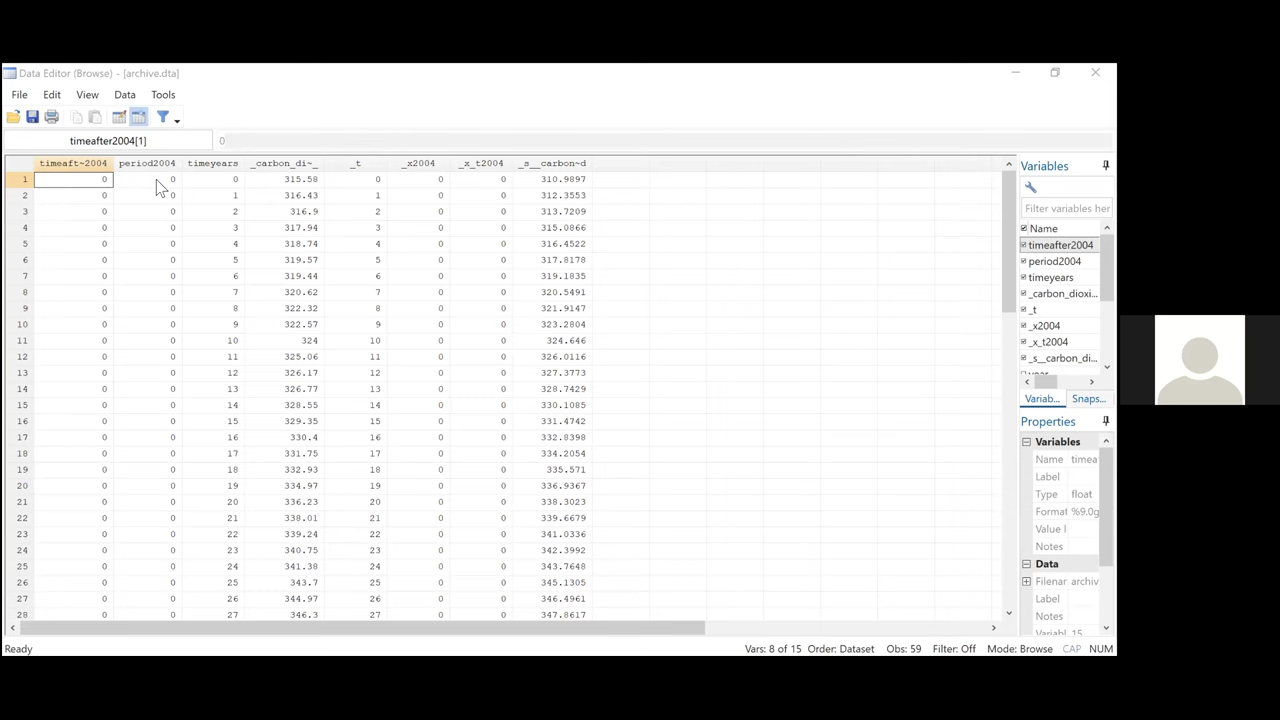 Data Editor (Browse) - [archive.dta]
File Edit View Data Tools
timeafter2004[1] 0
timeaft~2004 period2004 timeyears _carbon_di~_ _t _x2004 _x_t2004 _s__carbon~d
1 0 0 0 315.58 0 0 0 310.9897
2 0 0 1 316.43 1 0 0 312.3553
3 0 0 2 316.9 2 0 0 313.7209
4 0 0 3 317.94 3 0 0 315.0866
5 0 0 4 318.74 4 0 0 316.4522
6 0 0 5 319.57 5 0 0 317.8178
7 0 0 6 319.44 6 0 0 319.1835
8 0 0 7 320.62 7 0 0 320.5491
9 0 0 8 322.32 8 0 0 321.9147
10 0 0 9 322.57 9 0 0 323.2804
11 0 0 10 324 10 0 0 324.646
12 0 0 11 325.06 11 0 0 326.0116
13 0 0 12 326.17 12 0 0 327.3773
14 0 0 13 326.77 13 0 0 328.7429
15 0 0 14 328.55 14 0 0 330.1085
16 0 0 15 329.35 15 0 0 331.4742
17 0 0 16 330.4 16 0 0 332.8398
18 0 0 17 331.75 17 0 0 334.2054
19 0 0 18 332.93 18 0 0 335.571
20 0 0 19 334.97 19 0 0 336.9367
21 0 0 20 336.23 20 0 0 338.3023
22 0 0 21 338.01 21 0 0 339.6679
23 0 0 22 339.24 22 0 0 341.0336
24 0 0 23 340.75 23 0 0 342.3992
25 0 0 24 341.38 24 0 0 343.7648
26 0 0 25 343.7 25 0 0 345.1305
27 0 0 26 344.97 26 0 0 346.4961
28 0 0 27 346.3 27 0 0 347.8617
Variables
Filter variables her
Name
timeafter2004
period2004
timeyears
_carbon_dioxi...
_t
_x2004
_x_t2004
_s__carbon_di...
Variab... Snaps...
Properties
Variables
Name timea
Label
Type float
Format %9.0g
Value l
Notes
Data
Filenar archiv
Label
Notes
Variabl 15
Ready Vars: 8 of 15 Order: Dataset Obs: 59 Filter: Off Mode: Browse CAP NUM